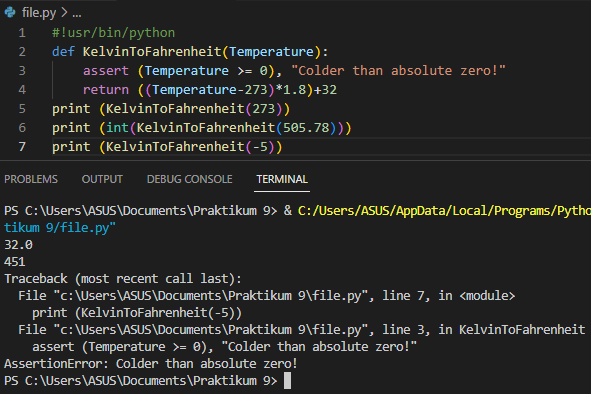 file.py > ...
1 #!usr/bin/python
2 def KelvinToFahrenheit(Temperature):
3     assert (Temperature >= 0), "Colder than absolute zero!"
4     return ((Temperature-273)*1.8)+32
5 print (KelvinToFahrenheit(273))
6 print (int(KelvinToFahrenheit(505.78)))
7 print (KelvinToFahrenheit(-5))
PROBLEMS OUTPUT DEBUG CONSOLE TERMINAL
PS C:\Users\ASUS\Documents\Praktikum 9> & C:/Users/ASUS/AppData/Local/Programs/Pytho
tikum 9/file.py"
32.0
451
Traceback (most recent call last):
  File "c:\Users\ASUS\Documents\Praktikum 9\file.py", line 7, in <module>
    print (KelvinToFahrenheit(-5))
  File "c:\Users\ASUS\Documents\Praktikum 9\file.py", line 3, in KelvinToFahrenheit
    assert (Temperature >= 0), "Colder than absolute zero!"
AssertionError: Colder than absolute zero!
PS C:\Users\ASUS\Documents\Praktikum 9>